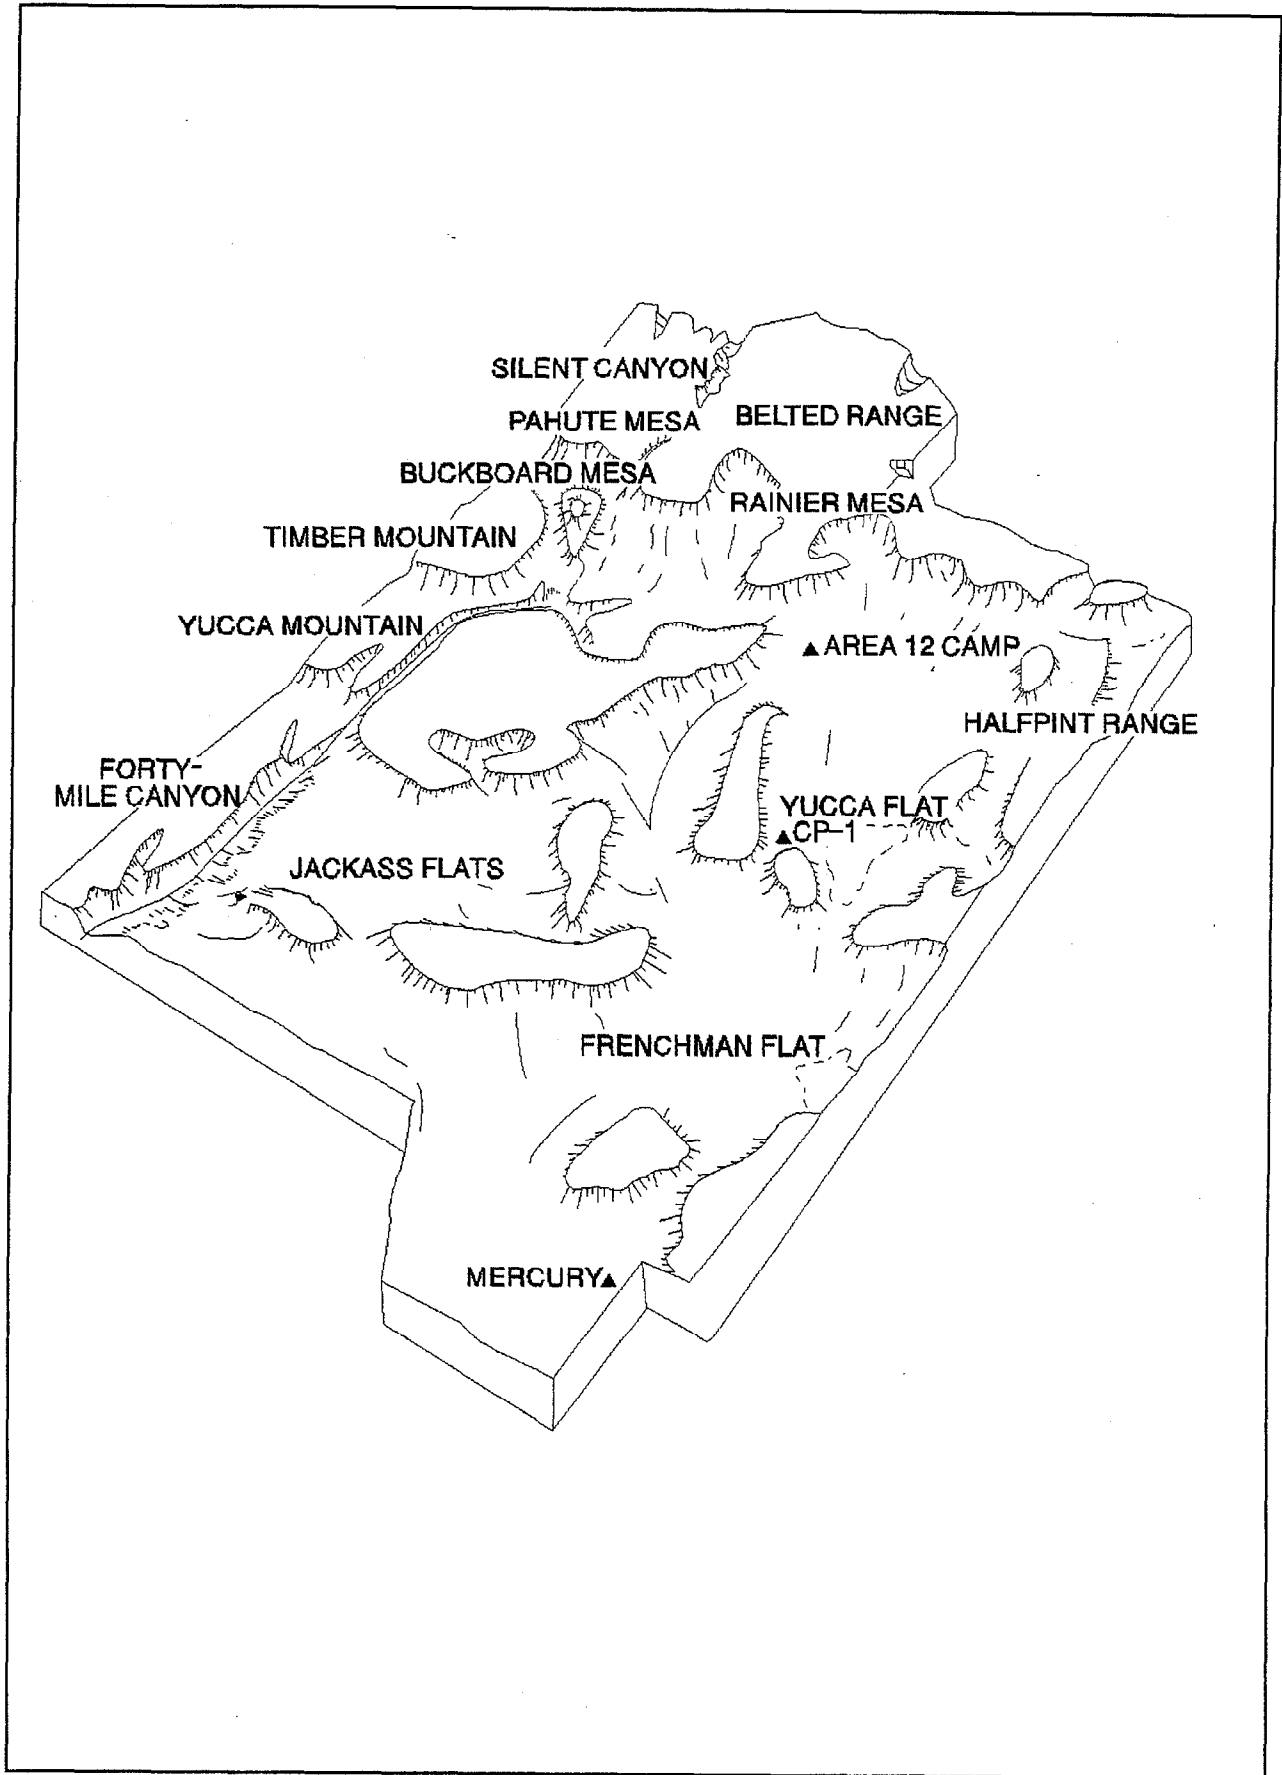 SILENT CANYON
PAHUTE MESA
BELTED RANGE
BUCKBOARD MESA
RAINIER MESA
TIMBER MOUNTAIN
YUCCA MOUNTAIN
▲AREA 12 CAMP
HALFPINT RANGE
FORTY-
MILE CANYON
YUCCA FLAT
▲CP-1
JACKASS FLATS
FRENCHMAN FLAT
MERCURY▲